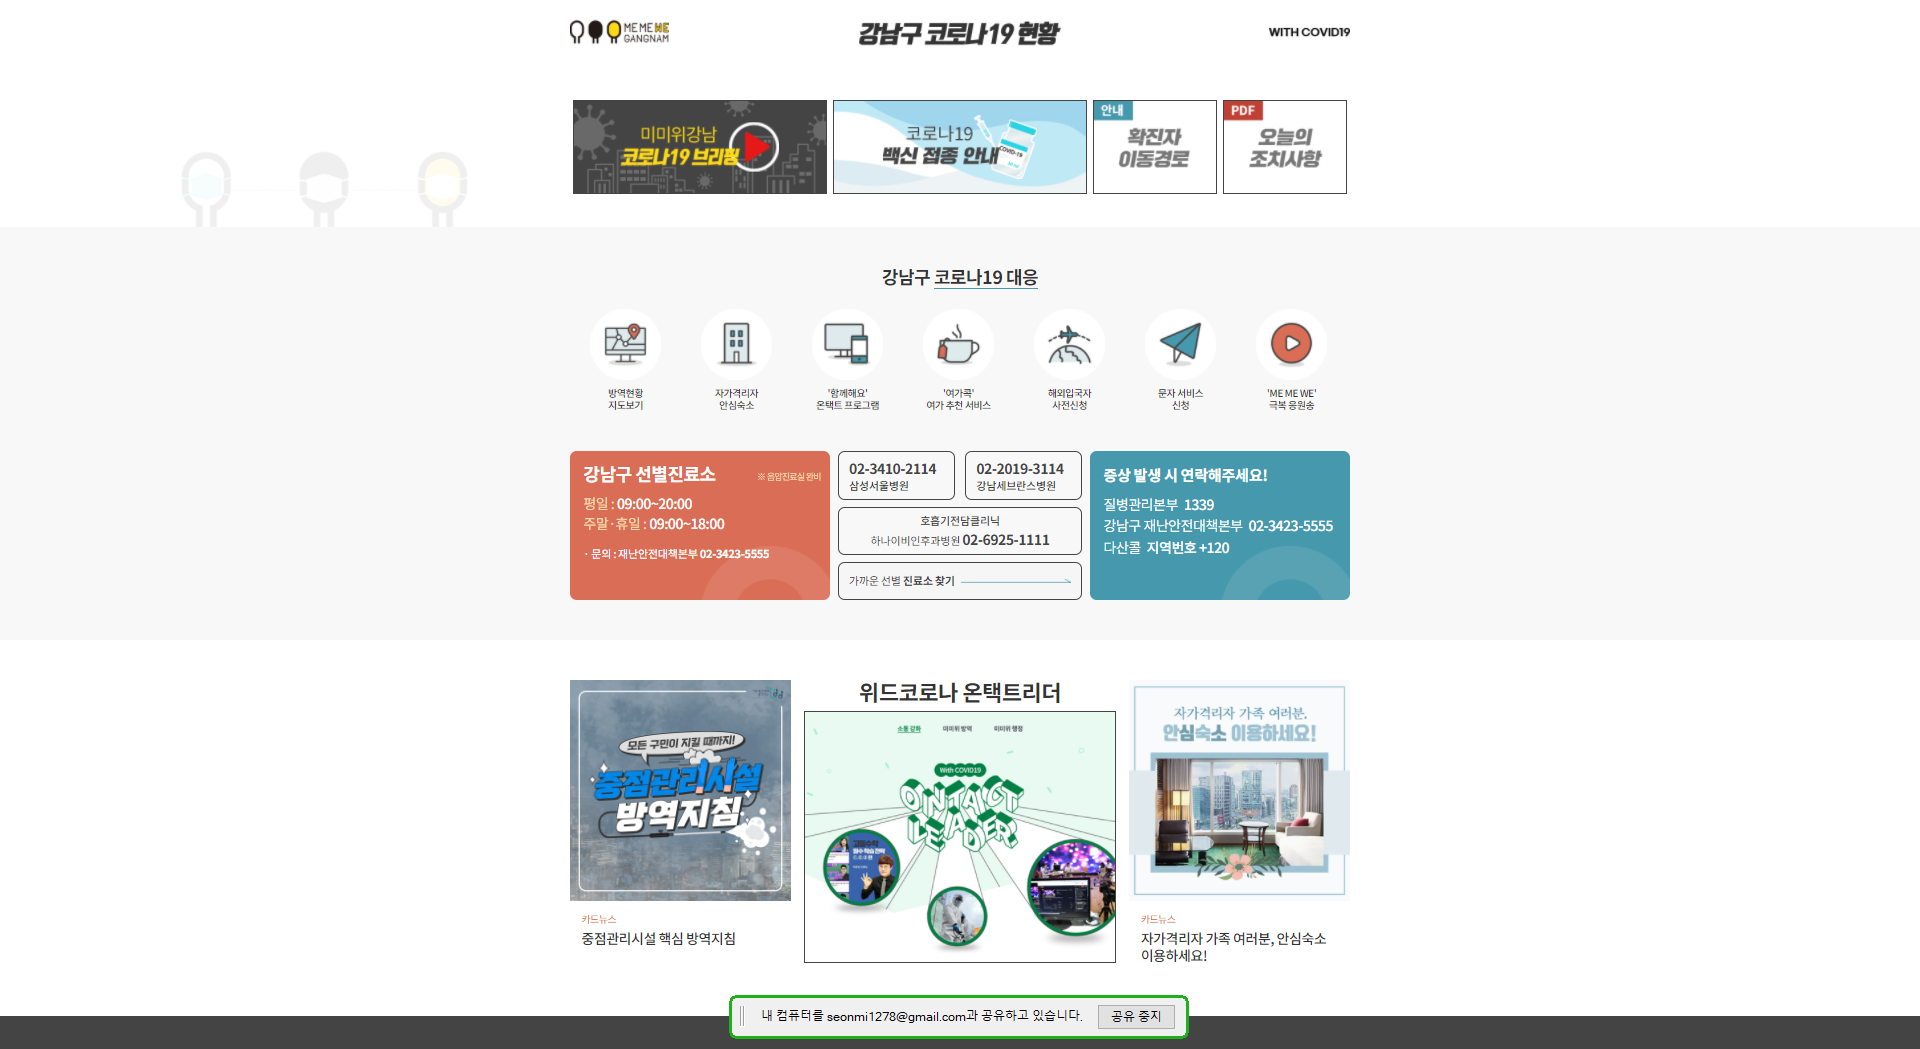 ME ME WE
GANGNAM
강남구 코로나19 현황
WITH COVID19
미미위강남
코로나19 브리핑
코로나19
백신 접종 안내
COVID-19
안내
확진자
이동경로
PDF
오늘의
조치사항
강남구 코로나19 대응
방역현황
지도보기
자가격리자
안심숙소
'함께해요'
온택트 프로그램
'여가콕'
여가 추천 서비스
해외입국자
사전신청
문자 서비스
신청
'ME ME WE'
극복 응원송
강남구 선별진료소
※ 음압진료실 완비
평일 : 09:00~20:00
주말·휴일 : 09:00~18:00
· 문의 : 재난안전대책본부 02-3423-5555
02-3410-2114
삼성서울병원
02-2019-3114
강남세브란스병원
호흡기전담클리닉
하나이비인후과병원 02-6925-1111
가까운 선별 진료소 찾기
증상 발생 시 연락해주세요!
질병관리본부 1339
강남구 재난안전대책본부 02-3423-5555
다산콜 지역번호 +120
모든 구민이 지킬 때까지!
중점관리시설
방역지침
카드뉴스
중점관리시설 핵심 방역지침
위드코로나 온택트리더
소통 강화 미미위 방역 미미위 행정
With COVID19
ONTACT
LEADER
자가격리자 가족 여러분,
안심숙소 이용하세요!
카드뉴스
자가격리자 가족 여러분, 안심숙소
이용하세요!
내 컴퓨터를 seonmi1278@gmail.com과 공유하고 있습니다.
공유 중지